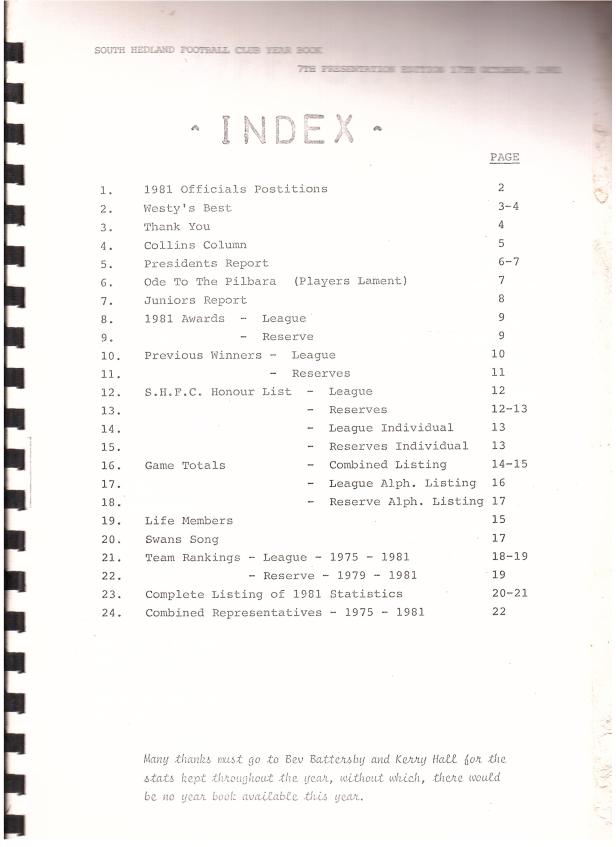 SOUTH HEDLAND FOOTBALL CLUB YEAR BOOK
7TH PRESENTATION EDITION 17TH OCTOBER, 1981
- INDEX -
PAGE
1. 1981 Officials Postitions 2
2. Westy's Best 3-4
3. Thank You 4
4. Collins Column 5
5. Presidents Report 6-7
6. Ode To The Pilbara (Players Lament) 7
7. Juniors Report 8
8. 1981 Awards - League 9
9. - Reserve 9
10. Previous Winners - League 10
11. - Reserves 11
12. S.H.F.C. Honour List - League 12
13. - Reserves 12-13
14. - League Individual 13
15. - Reserves Individual 13
16. Game Totals - Combined Listing 14-15
17. - League Alph. Listing 16
18. - Reserve Alph. Listing 17
19. Life Members 15
20. Swans Song 17
21. Team Rankings - League - 1975 - 1981 18-19
22. - Reserve - 1979 - 1981 19
23. Complete Listing of 1981 Statistics 20-21
24. Combined Representatives - 1975 - 1981 22
Many thanks must go to Bev Battersby and Kerry Hall for the
stats kept throughout the year, without which, there would
be no year book available this year.